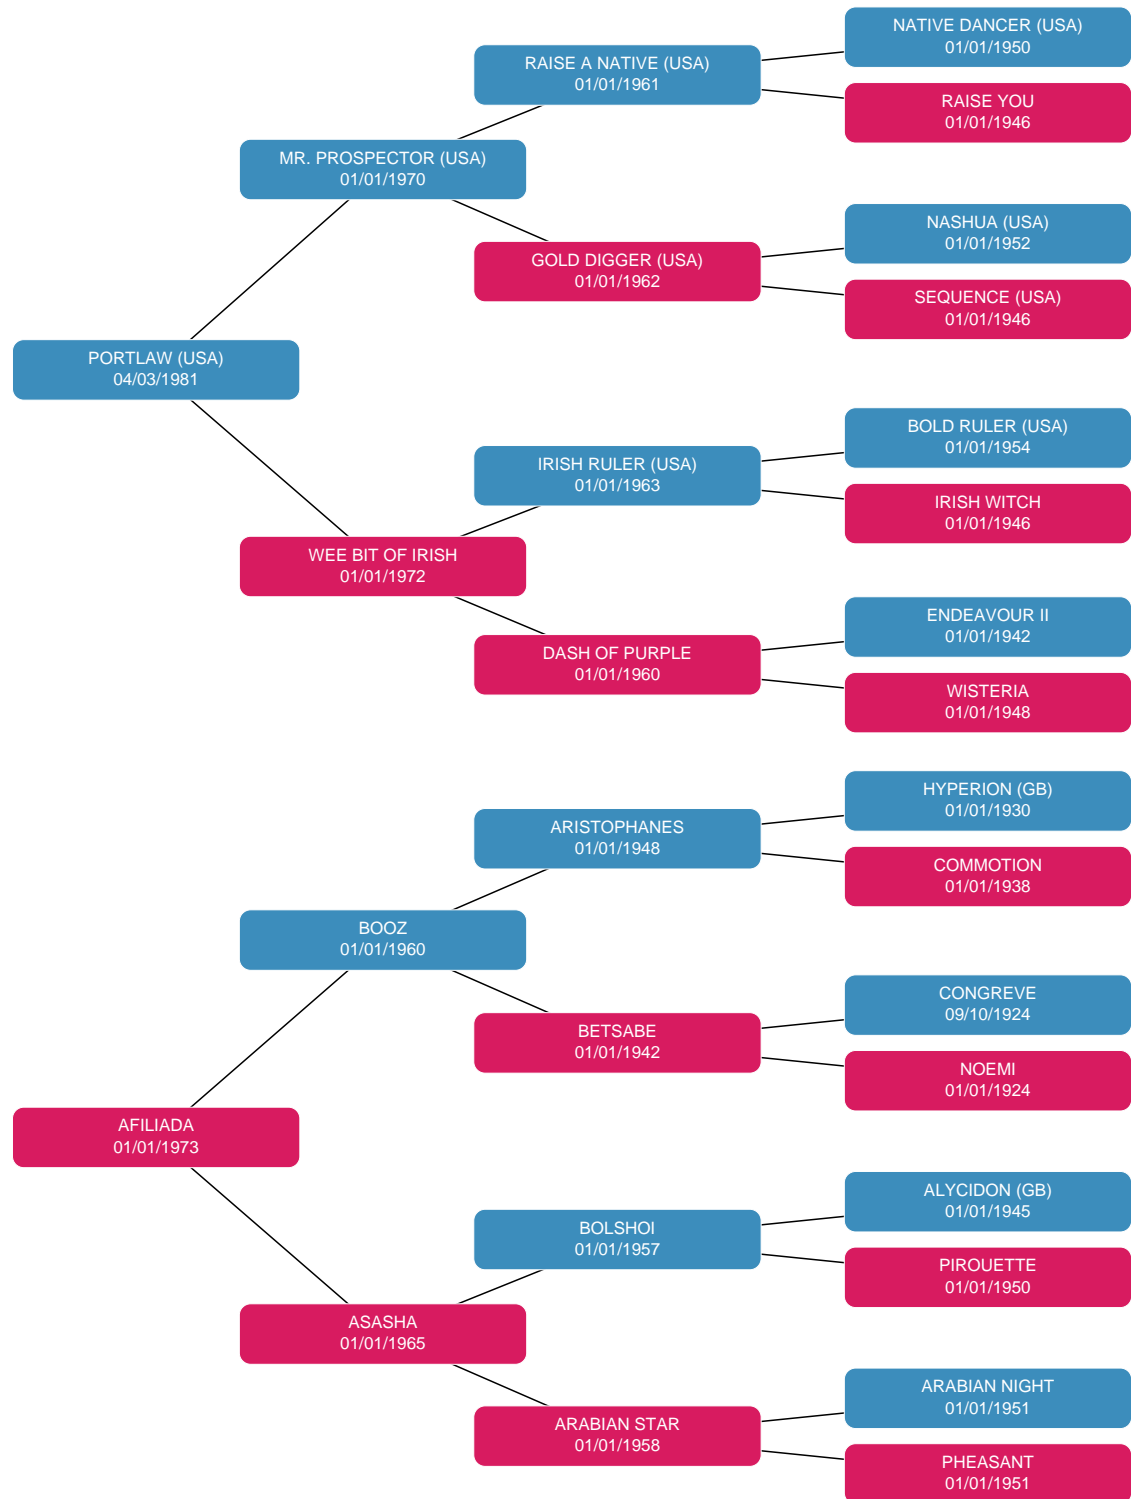 NATIVE DANCER (USA)
01/01/1950
RAISE A NATIVE (USA)
01/01/1961
RAISE YOU
01/01/1946
MR. PROSPECTOR (USA)
01/01/1970
NASHUA (USA)
01/01/1952
GOLD DIGGER (USA)
01/01/1962
SEQUENCE (USA)
01/01/1946
PORTLAW (USA)
04/03/1981
BOLD RULER (USA)
01/01/1954
IRISH RULER (USA)
01/01/1963
IRISH WITCH
01/01/1946
WEE BIT OF IRISH
01/01/1972
ENDEAVOUR II
01/01/1942
DASH OF PURPLE
01/01/1960
WISTERIA
01/01/1948
HYPERION (GB)
01/01/1930
ARISTOPHANES
01/01/1948
COMMOTION
01/01/1938
BOOZ
01/01/1960
CONGREVE
09/10/1924
BETSABE
01/01/1942
NOEMI
01/01/1924
AFILIADA
01/01/1973
ALYCIDON (GB)
01/01/1945
BOLSHOI
01/01/1957
PIROUETTE
01/01/1950
ASASHA
01/01/1965
ARABIAN NIGHT
01/01/1951
ARABIAN STAR
01/01/1958
PHEASANT
01/01/1951